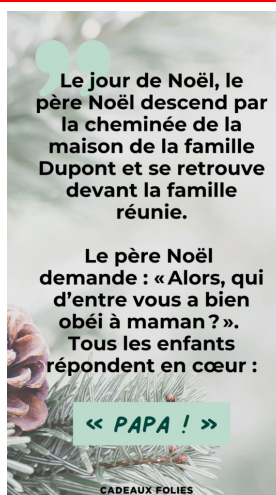 Le jour de Noël, le
père Noël descend par
la cheminée de la
maison de la famille
Dupont et se retrouve
devant la famille
réunie.
Le père Noël
demande : « Alors, qui
d'entre vous a bien
obéi à maman ? ».
Tous les enfants
répondent en cœur :
« PAPA ! »
CADEAUX FOLIES